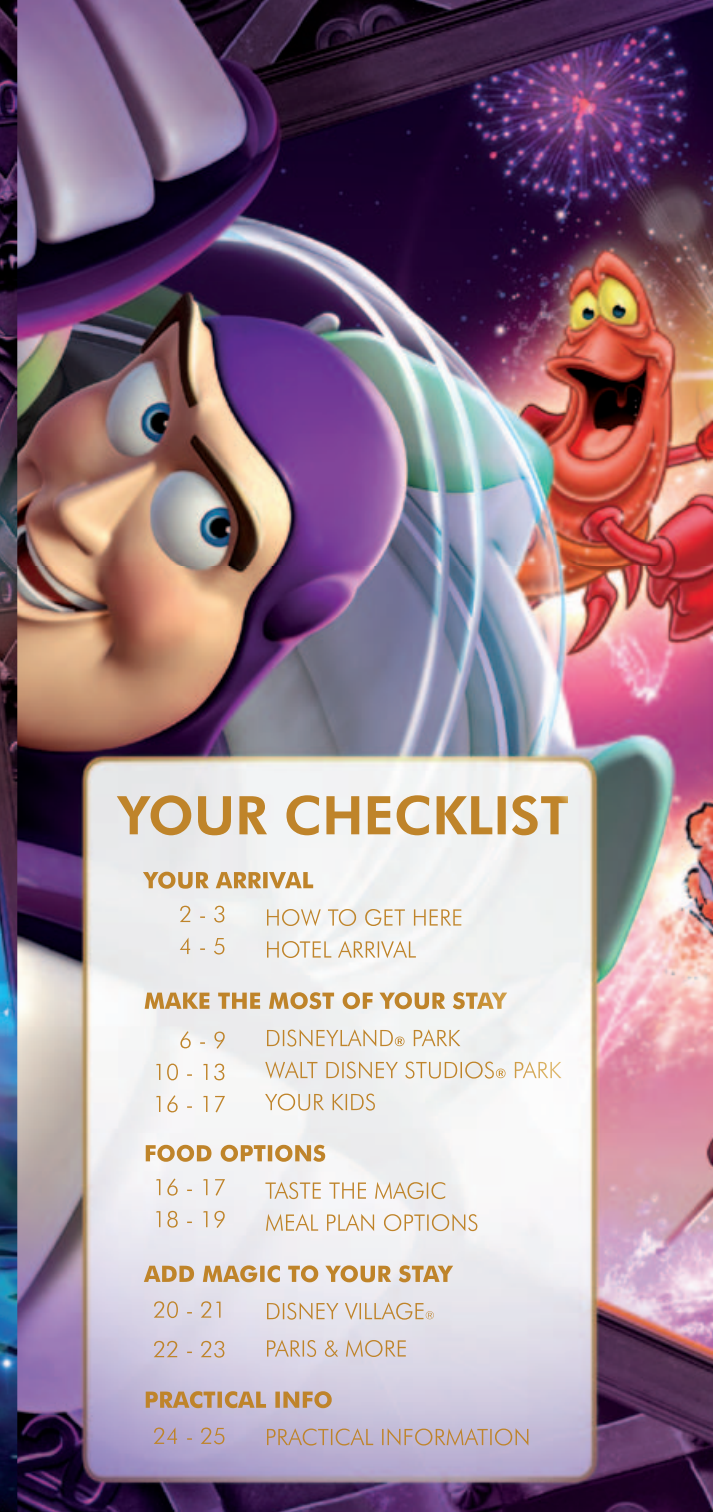 YOUR CHECKLIST
YOUR ARRIVAL
2 - 3 HOW TO GET HERE
4 - 5 HOTEL ARRIVAL
MAKE THE MOST OF YOUR STAY
6 - 9 DISNEYLAND® PARK
10 - 13 WALT DISNEY STUDIOS® PARK
16 - 17 YOUR KIDS
FOOD OPTIONS
16 - 17 TASTE THE MAGIC
18 - 19 MEAL PLAN OPTIONS
ADD MAGIC TO YOUR STAY
20 - 21 DISNEY VILLAGE®
22 - 23 PARIS & MORE
PRACTICAL INFO
24 - 25 PRACTICAL INFORMATION